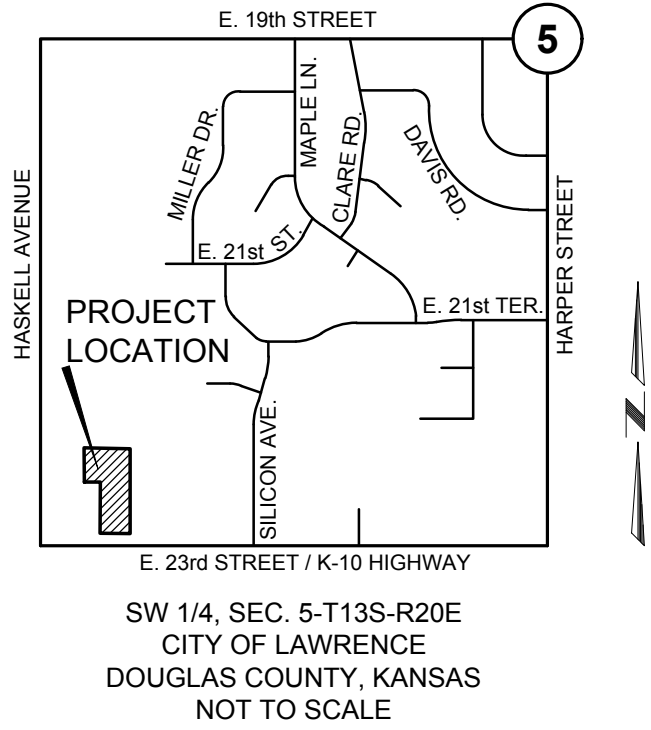 E. 19th STREET
5
MAPLE LN.
CLARE RD.
MILLER DR.
DAVIS RD.
HASKELL AVENUE
HARPER STREET
E. 21st ST.
E. 21st TER.
PROJECT
LOCATION
N
SILICON AVE.
E. 23rd STREET / K-10 HIGHWAY
SW 1/4, SEC. 5-T13S-R20E
CITY OF LAWRENCE
DOUGLAS COUNTY, KANSAS
NOT TO SCALE